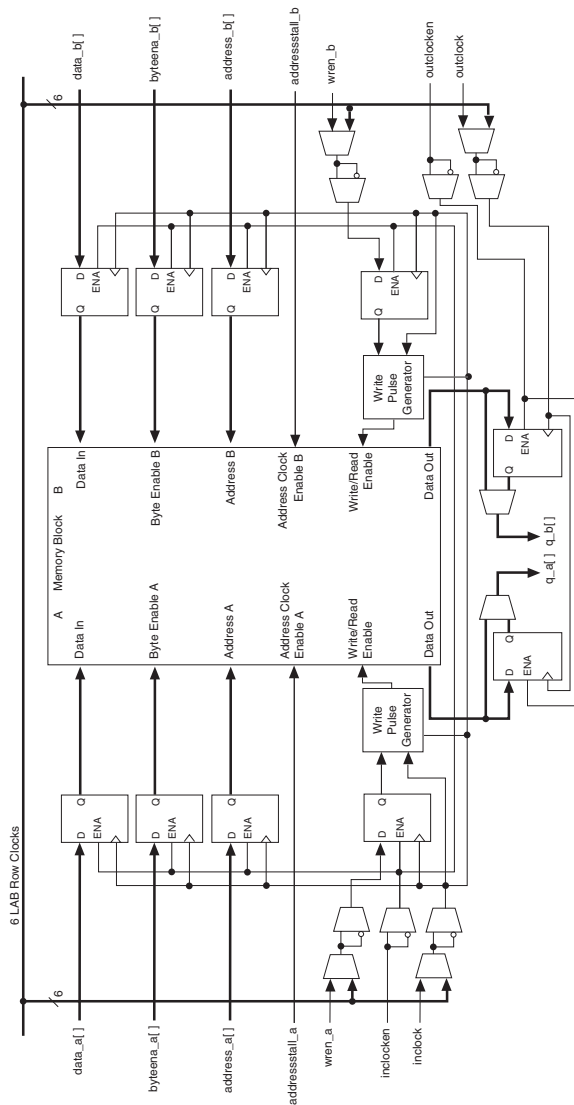 6 LAB Row Clocks
6
6
data_a[ ]
byteena_a[ ]
address_a[ ]
addressstall_a
wren_a
inclocken
inclock
D
Q
ENA
D
Q
ENA
D
Q
ENA
D
Q
ENA
Write
Pulse
Generator
A
Memory Block
B
Data In
Byte Enable A
Address A
Address Clock
Enable A
Write/Read
Enable
Data Out
Data In
Byte Enable B
Address B
Address Clock
Enable B
Write/Read
Enable
Data Out
Write
Pulse
Generator
Q
D
ENA
Q
D
ENA
Q
D
ENA
Q
D
ENA
data_b[ ]
byteena_b[ ]
address_b[ ]
addressstall_b
wren_b
outclocken
outclock
D
Q
ENA
q_a[ ]
q_b[ ]
Q
D
ENA